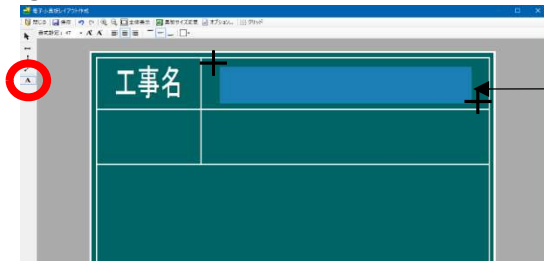 電子小黒板レイアウト作成
閉じる 保存 全体表示 黒板サイズ変更 オプション... グリッド
書式設定: 47
A
工事名